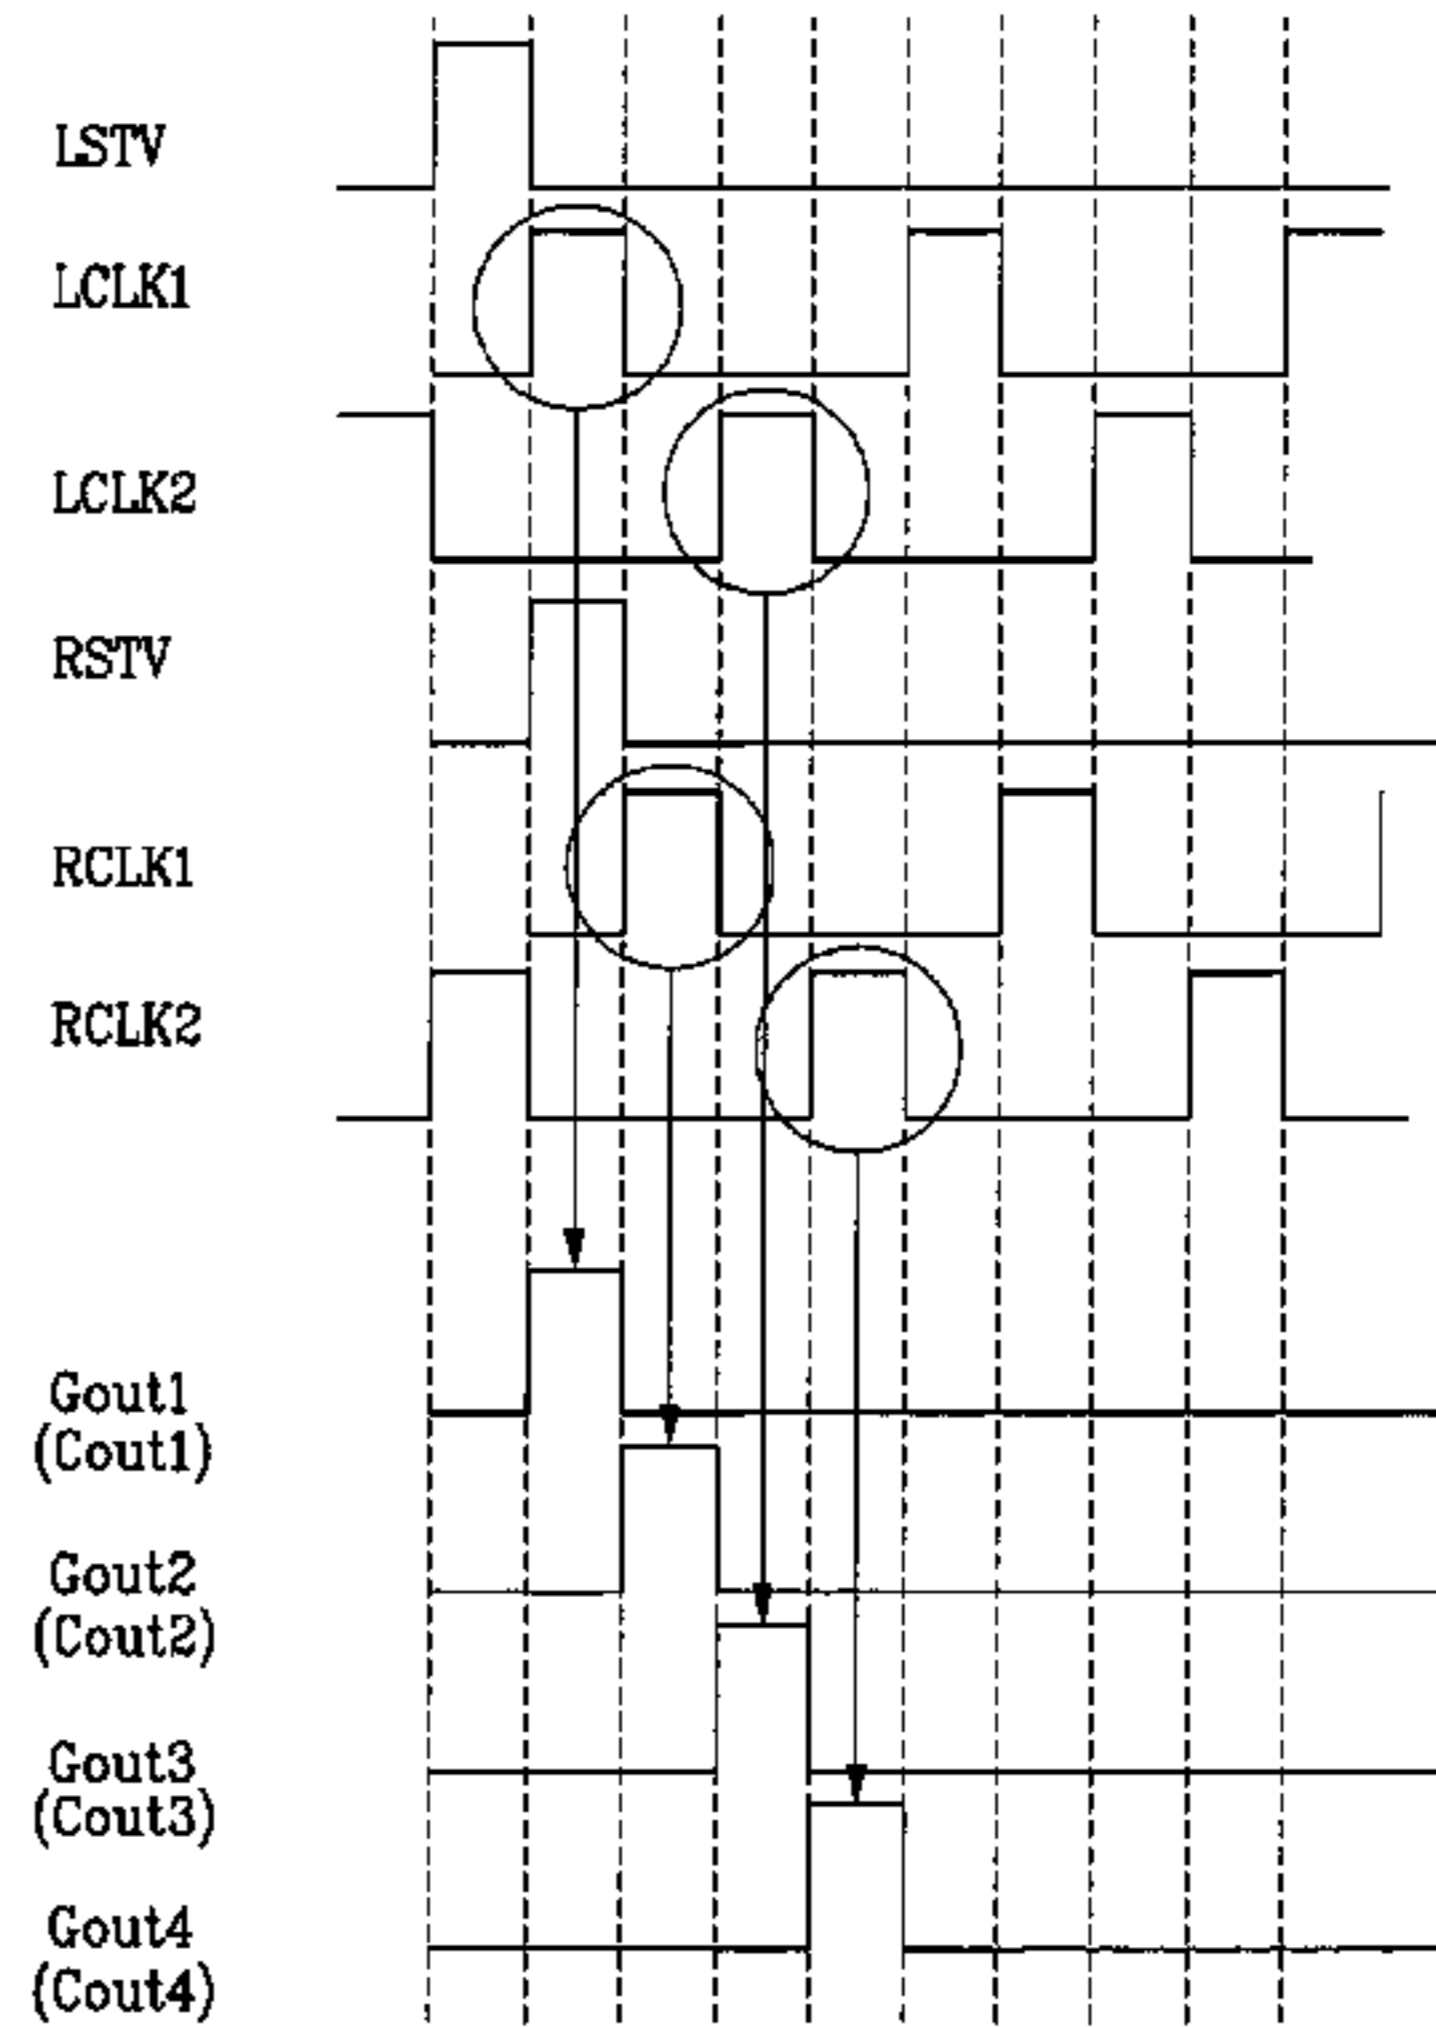 LSTV
LCLK1
LCLK2
RSTV
RCLK1
RCLK2
Gout1
(Cout1)
Gout2
(Cout2)
Gout3
(Cout3)
Gout4
(Cout4)